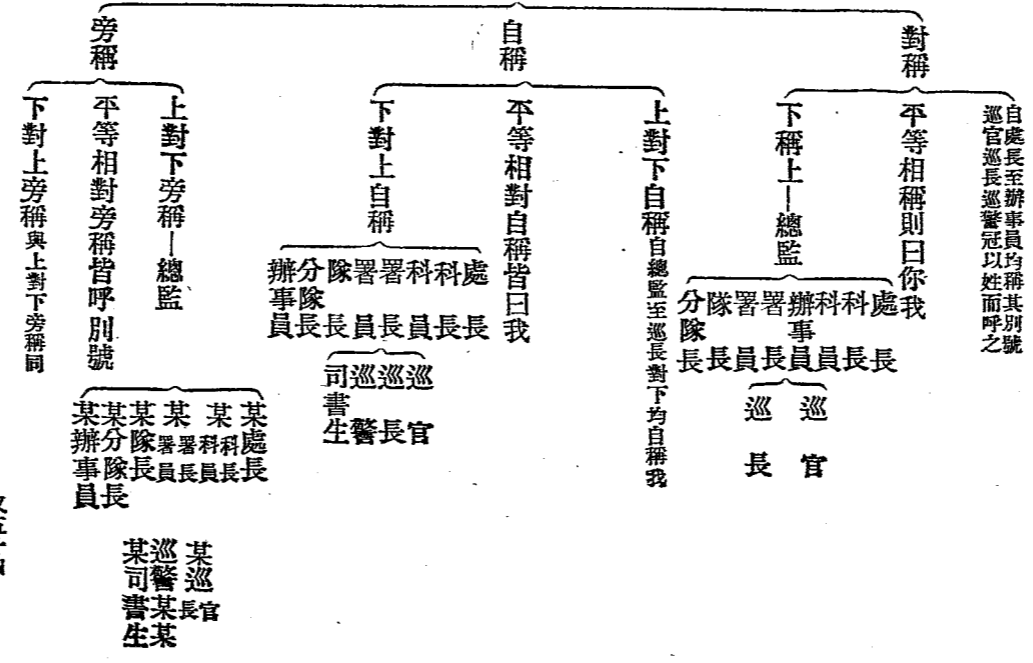 對稱
自處長至辦事員均稱其別號
巡官巡長巡警冠以姓而呼之
平等相稱則曰你我
下稱上—總監
處長
科長
科員
辦事員
署長
署員
隊長
分隊長
巡官
巡長
自稱
上對下自稱自總監至巡長對下均自稱我
平等相對自稱皆曰我
下對上自稱
處長
科長
科員
署長
署員
隊長
分隊長
辦事員
巡官
巡長
巡警
司書生
旁稱
上對下旁稱—總監
平等相對旁稱皆呼別號
下對上旁稱與上對下旁稱同
某處長
某科長科員
某署長署員
某隊長
某分隊長
某辦事員
某巡官長
巡警某某
某司書生